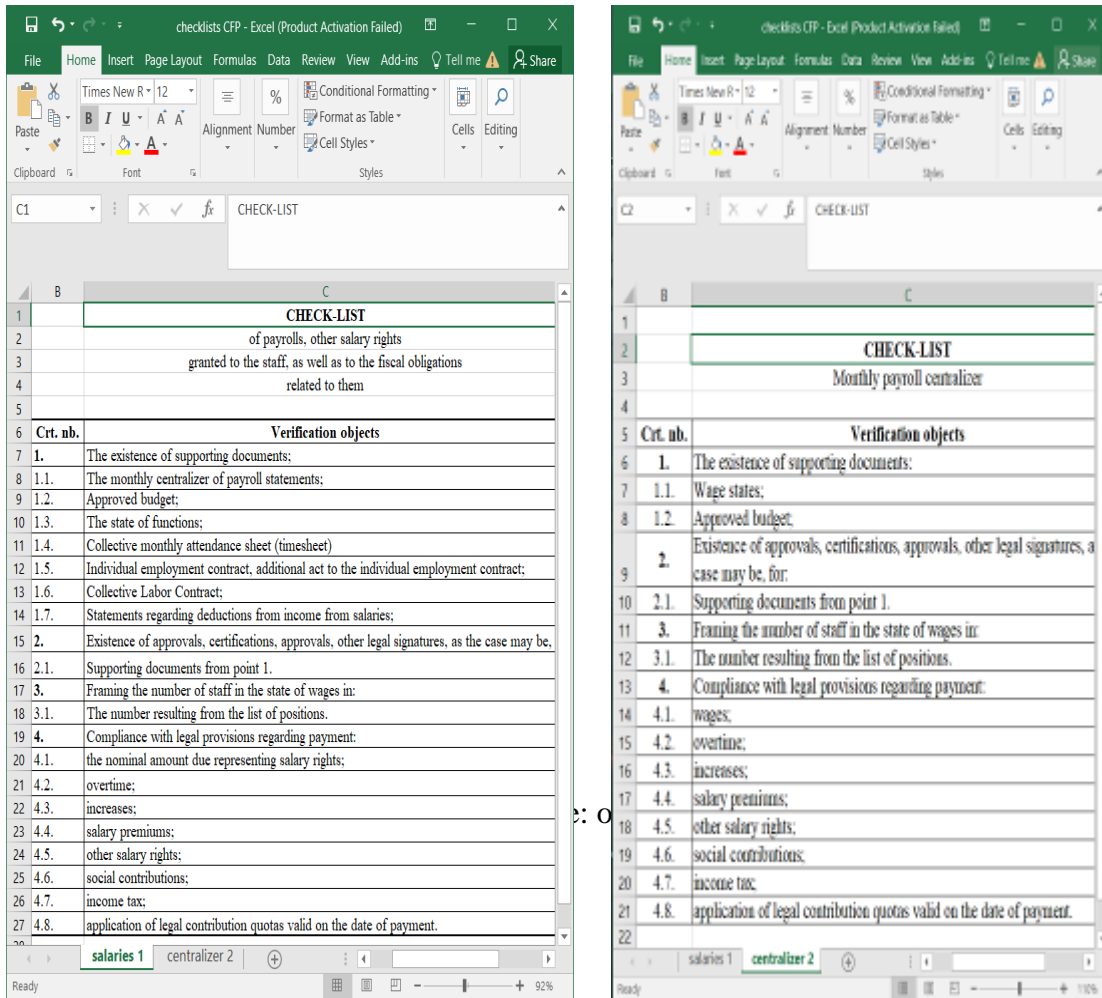 checklists CFP - Excel (Product Activation Failed)
File Home Insert Page Layout Formulas Data Review View Add-ins Tell me Share
Times New R 12
Paste
B I U A A
A
Alignment
%
Number
Conditional Formatting
Format as Table
Cell Styles
Cells
Editing
Clipboard Font Styles
C1 fx CHECK-LIST
B C
1 CHECK-LIST
2 of payrolls, other salary rights
3 granted to the staff, as well as to the fiscal obligations
4 related to them
5
6 Crt. nb. Verification objects
7 1. The existence of supporting documents;
8 1.1. The monthly centralizer of payroll statements;
9 1.2. Approved budget;
10 1.3. The state of functions;
11 1.4. Collective monthly attendance sheet (timesheet)
12 1.5. Individual employment contract, additional act to the individual employment contract;
13 1.6. Collective Labor Contract;
14 1.7. Statements regarding deductions from income from salaries;
15 2. Existence of approvals, certifications, approvals, other legal signatures, as the case may be,
16 2.1. Supporting documents from point 1.
17 3. Framing the number of staff in the state of wages in:
18 3.1. The number resulting from the list of positions.
19 4. Compliance with legal provisions regarding payment:
20 4.1. the nominal amount due representing salary rights;
21 4.2. overtime;
22 4.3. increases;
23 4.4. salary premiums;
24 4.5. other salary rights;
25 4.6. social contributions;
26 4.7. income tax;
27 4.8. application of legal contribution quotas valid on the date of payment.
salaries 1 centralizer 2
Ready 92%
e: o
checklists CFP - Excel (Product Activation Failed)
File Home Insert Page Layout Formulas Data Review View Add-ins Tell me Share
Times New R 12
Paste
B I U A A
A
Alignment
%
Number
Conditional Formatting
Format as Table
Cell Styles
Cells
Editing
Clipboard Font Styles
C2 fx CHECK-LIST
B C
1
2 CHECK-LIST
3 Monthly payroll centralizer
4
5 Crt. nb. Verification objects
6 1. The existence of supporting documents:
7 1.1. Wage states;
8 1.2. Approved budget;
Existence of approvals, certifications, approvals, other legal signatures, a
9 2. case may be, for:
10 2.1. Supporting documents from point 1.
11 3. Framing the number of staff in the state of wages in:
12 3.1. The number resulting from the list of positions.
13 4. Compliance with legal provisions regarding payment:
14 4.1. wages;
15 4.2. overtime;
16 4.3. increases;
17 4.4. salary premiums;
18 4.5. other salary rights;
19 4.6. social contributions;
20 4.7. income tax;
21 4.8. application of legal contribution quotas valid on the date of payment.
22
salaries 1 centralizer 2
Ready 110%